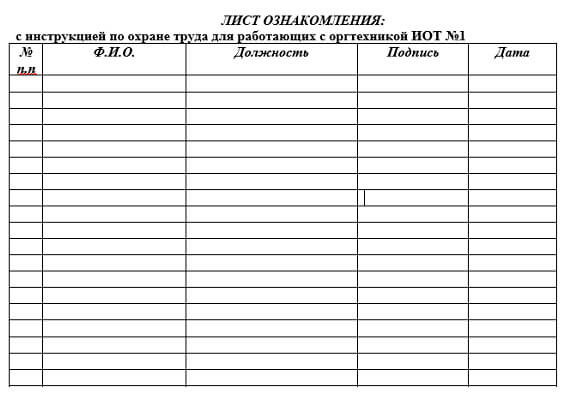 ЛИСТ ОЗНАКОМЛЕНИЯ:
с инструкцией по охране труда для работающих с оргтехникой ИОТ №1
№ п.п Ф.И.О. Должность Подпись Дата